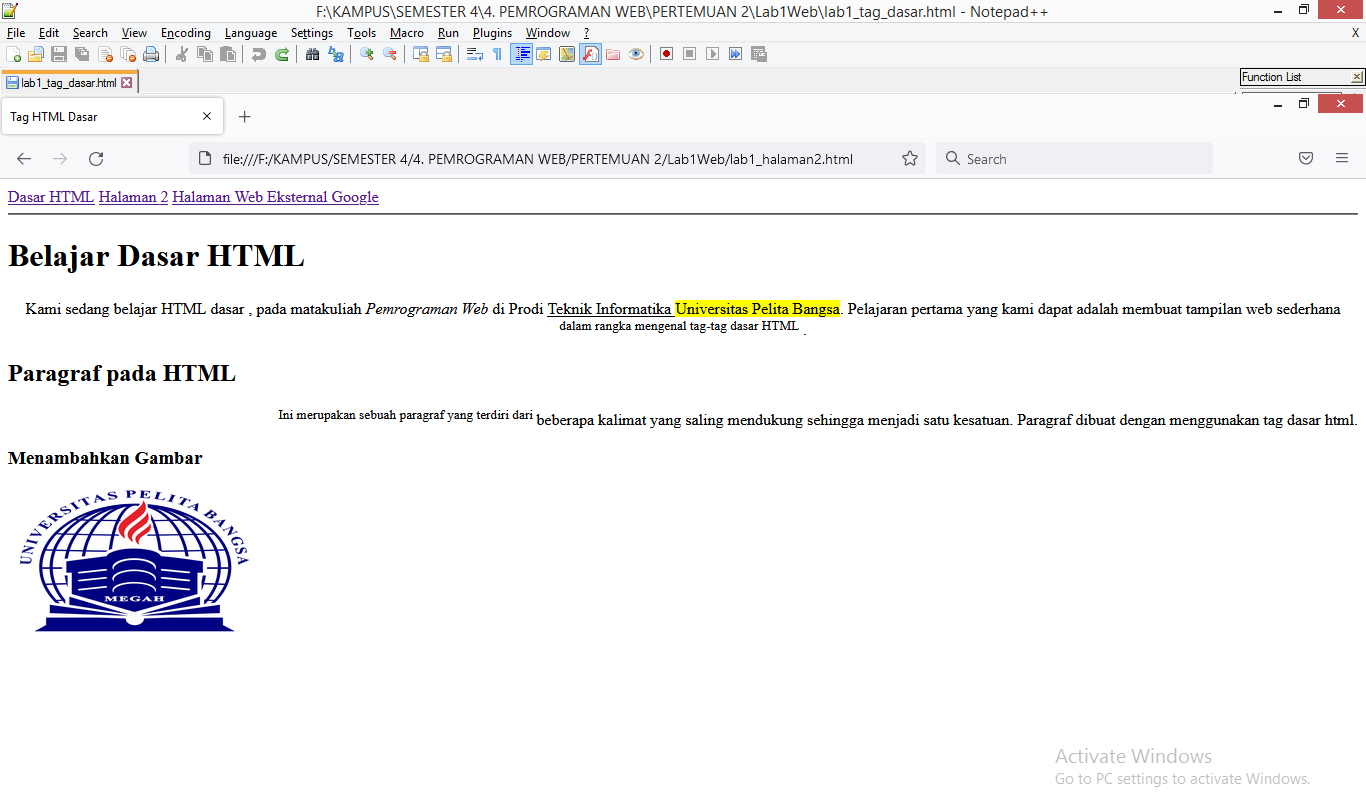 F:\KAMPUS\SEMESTER 4\4. PEMROGRAMAN WEB\PERTEMUAN 2\Lab1Web\lab1_tag_dasar.html - Notepad++
File Edit Search View Encoding Language Settings Tools Macro Run Plugins Window ? X
lab1_tag_dasar.html
Function List
Tag HTML Dasar
file:///F:/KAMPUS/SEMESTER 4/4. PEMROGRAMAN WEB/PERTEMUAN 2/Lab1Web/lab1_halaman2.html
Search
Dasar HTML Halaman 2 Halaman Web Eksternal Google
Belajar Dasar HTML
Kami sedang belajar HTML dasar , pada matakuliah Pemrograman Web di Prodi Teknik Informatika Universitas Pelita Bangsa. Pelajaran pertama yang kami dapat adalah membuat tampilan web sederhana
dalam rangka mengenal tag-tag dasar HTML .
Paragraf pada HTML
Ini merupakan sebuah paragraf yang terdiri dari beberapa kalimat yang saling mendukung sehingga menjadi satu kesatuan. Paragraf dibuat dengan menggunakan tag dasar html.
Menambahkan Gambar
UNIVERSITAS PELITA BANGSA
MEGAH
Activate Windows
Go to PC settings to activate Windows.